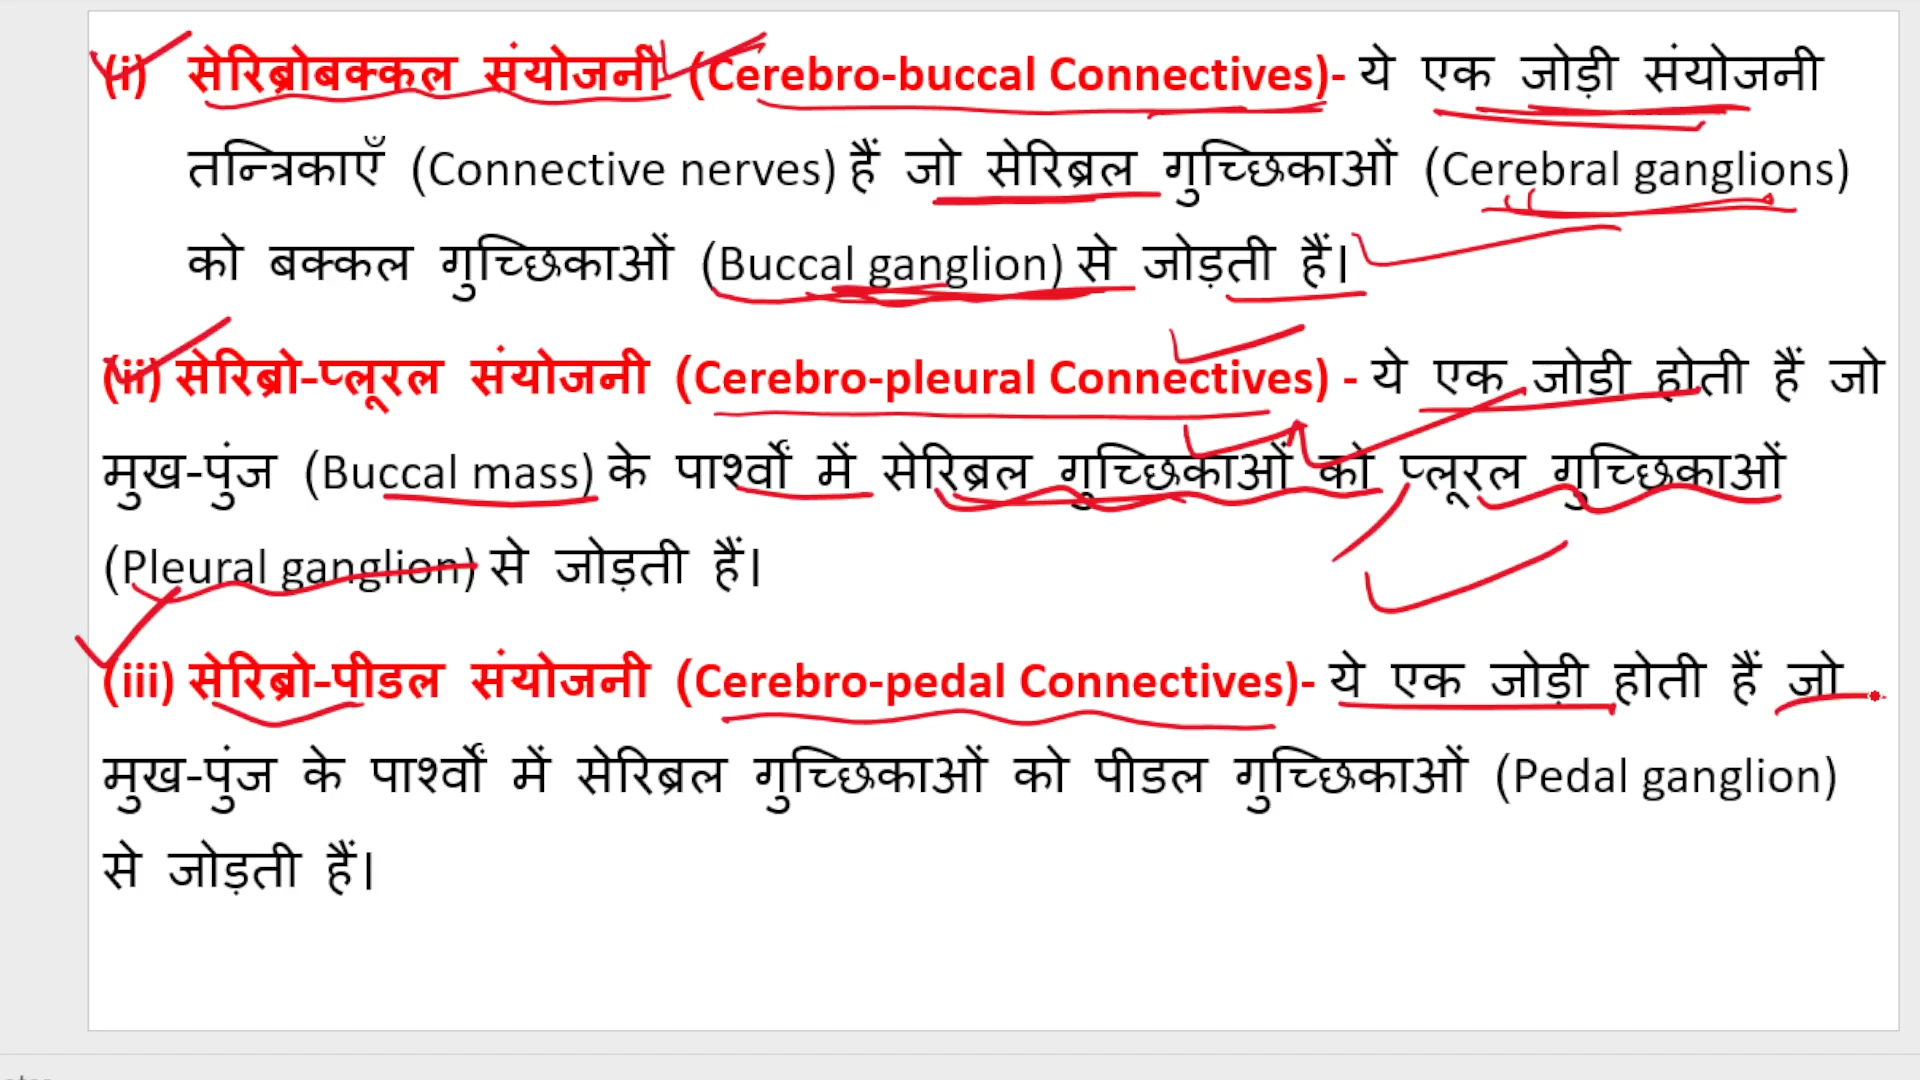 (i) सेरिब्रोबक्कल संयोजनी (Cerebro-buccal Connectives)- ये एक जोड़ी संयोजनी
तन्त्रिकाएँ (Connective nerves) हैं जो सेरिब्रल गुच्छिकाओं (Cerebral ganglions)
को बक्कल गुच्छिकाओं (Buccal ganglion) से जोड़ती हैं।
(ii) सेरिब्रो-प्लूरल संयोजनी (Cerebro-pleural Connectives) - ये एक जोडी होती हैं जो
मुख-पुंज (Buccal mass) के पार्श्वों में सेरिब्रल गुच्छिकाओं को प्लूरल गुच्छिकाओं
(Pleural ganglion) से जोड़ती हैं।
(iii) सेरिब्रो-पीडल संयोजनी (Cerebro-pedal Connectives)- ये एक जोड़ी होती हैं जो
मुख-पुंज के पार्श्वों में सेरिब्रल गुच्छिकाओं को पीडल गुच्छिकाओं (Pedal ganglion)
से जोड़ती हैं।